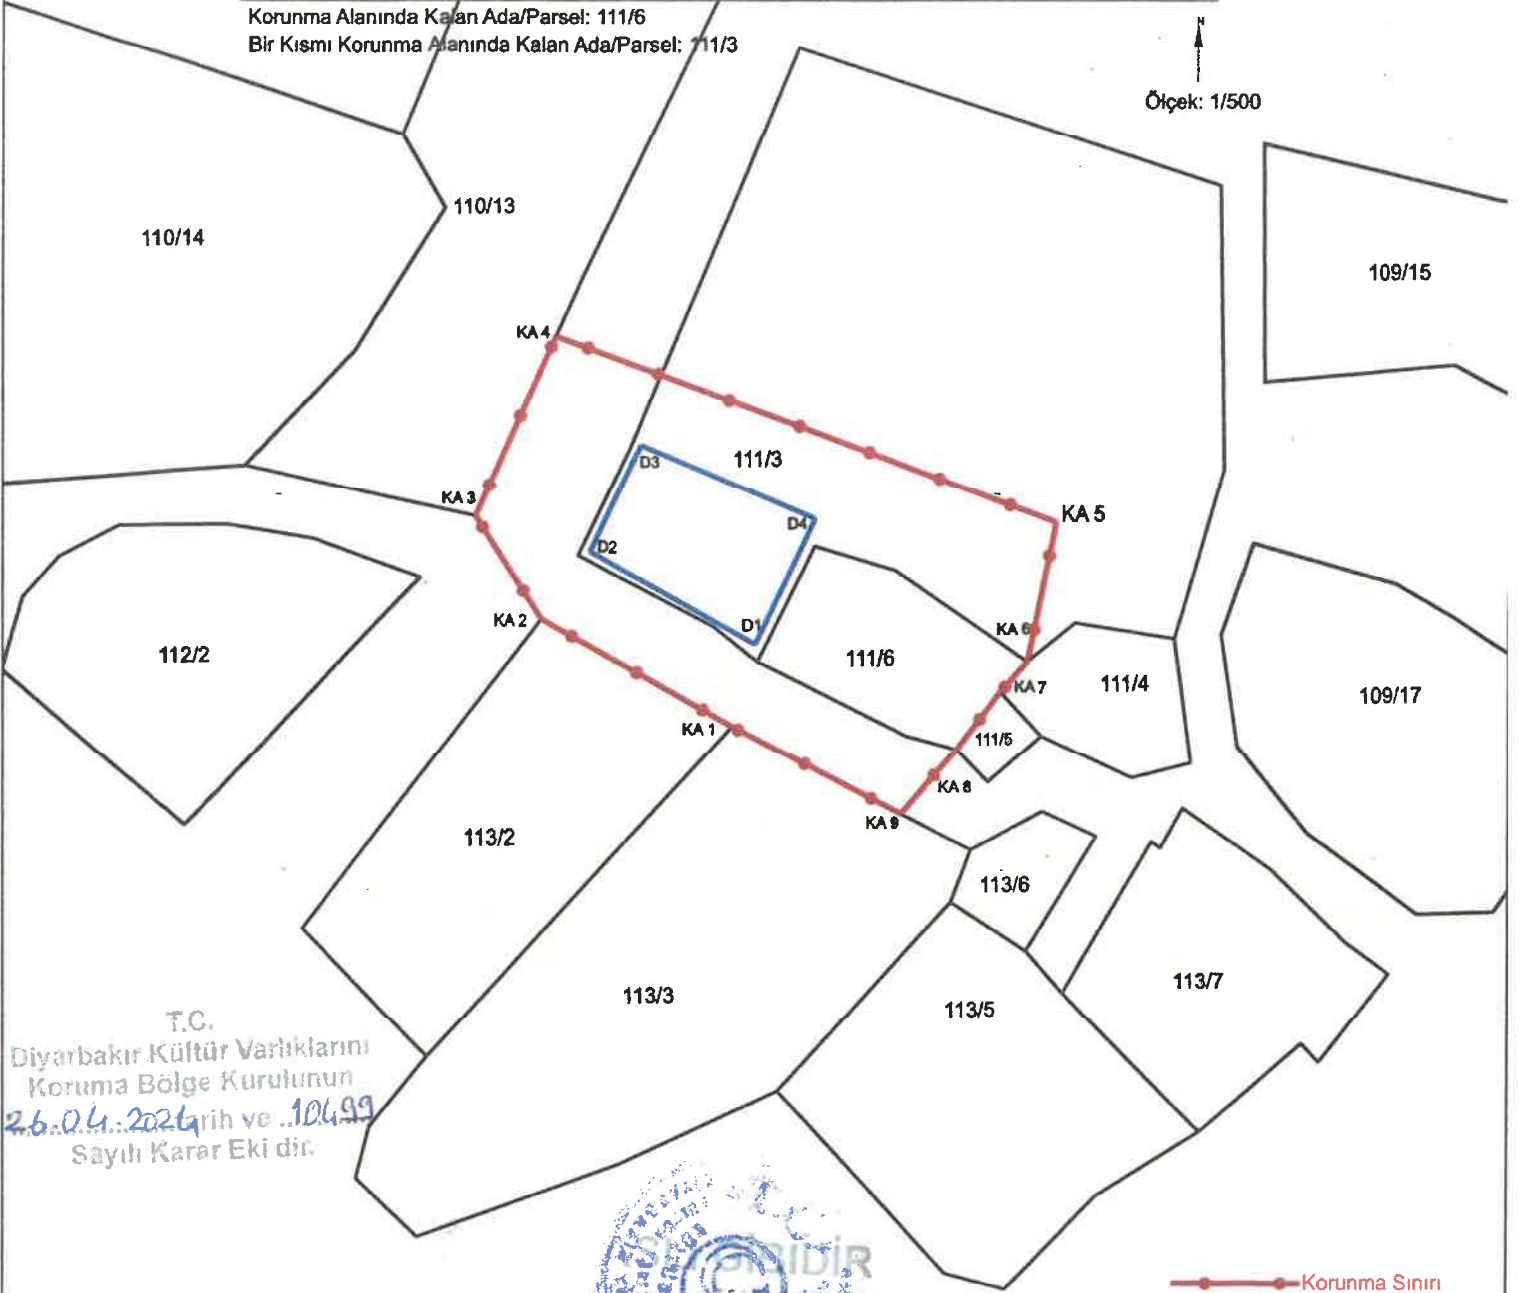 Korunma Alanında Kalan Ada/Parsel: 111/6
Bir Kısmı Korunma Alanında Kalan Ada/Parsel: 111/3
N
Ölçek: 1/500
110/13
110/14
109/15
KA 4
111/3
D3
KA 3
KA 5
D4
D2
KA 2
D1
KA 6
112/2
111/6
111/4
KA 7
109/17
KA 1
111/5
KA 8
KA 9
113/2
113/6
113/3
113/7
113/5
T.C.
Diyarbakır Kültür Varlıklarını
Koruma Bölge Kurulunun
26.04.2024 tarih ve ..10499
Sayılı Karar Eki dir.
T.C.
GİBİDİR
Korunma Sınırı